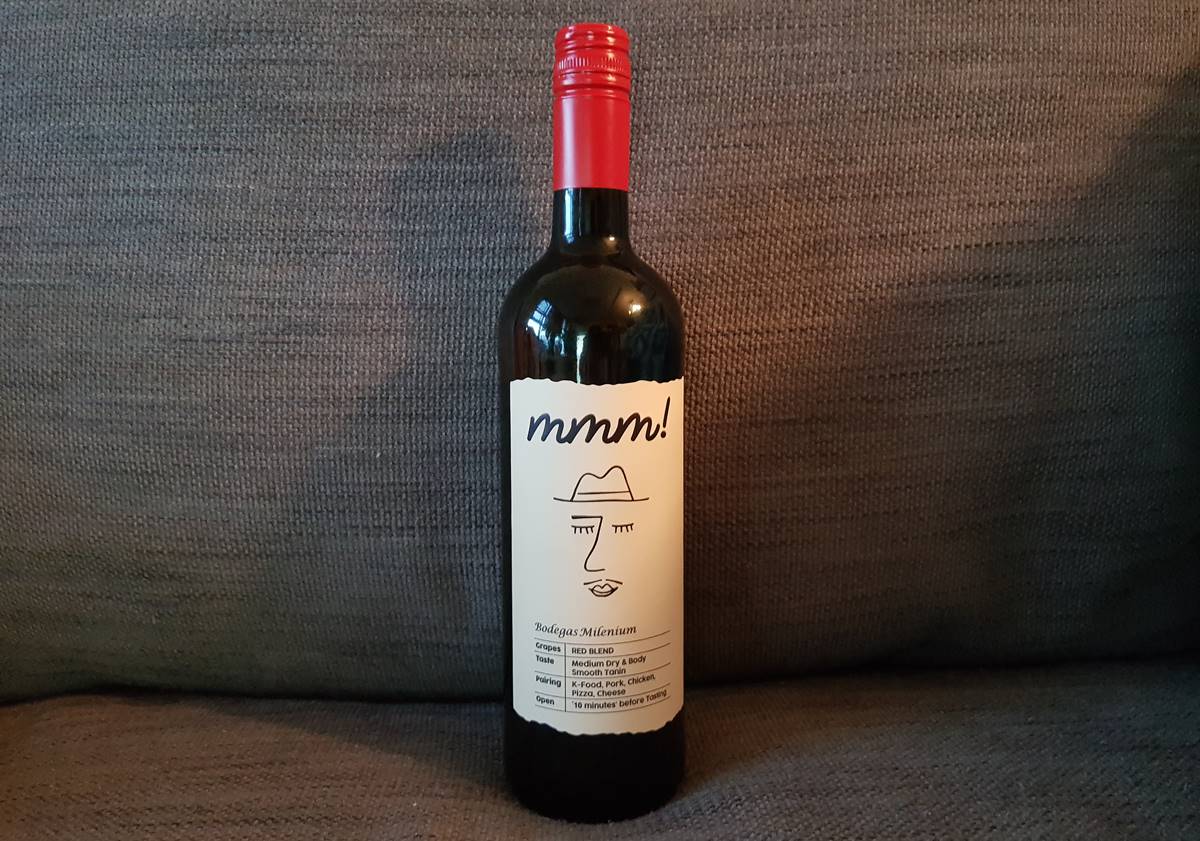 mmm!
Bodegas Milenium
Grapes RED BLEND
Taste Medium Dry & Body
Smooth Tanin
Pairing K-Food, Pork, Chicken,
Pizza, Cheese
Open '10 minutes' before Tasting